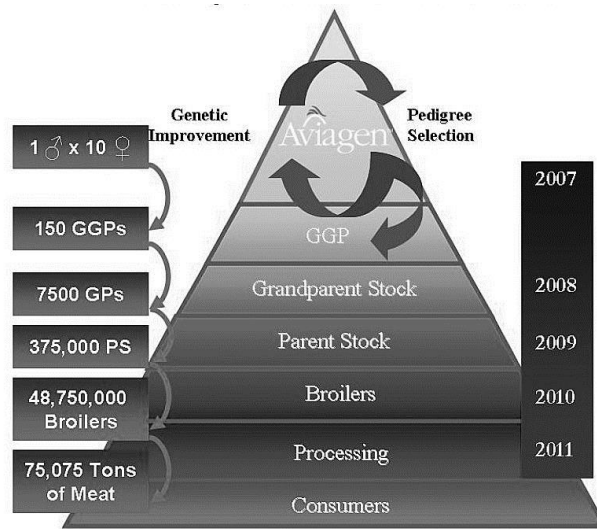 Genetic
Improvement
Pedigree
Selection
Aviagen
1 ♂ x 10 ♀
150 GGPs
7500 GPs
375,000 PS
48,750,000
Broilers
75,075 Tons
of Meat
GGP
Grandparent Stock
Parent Stock
Broilers
Processing
Consumers
2007
2008
2009
2010
2011